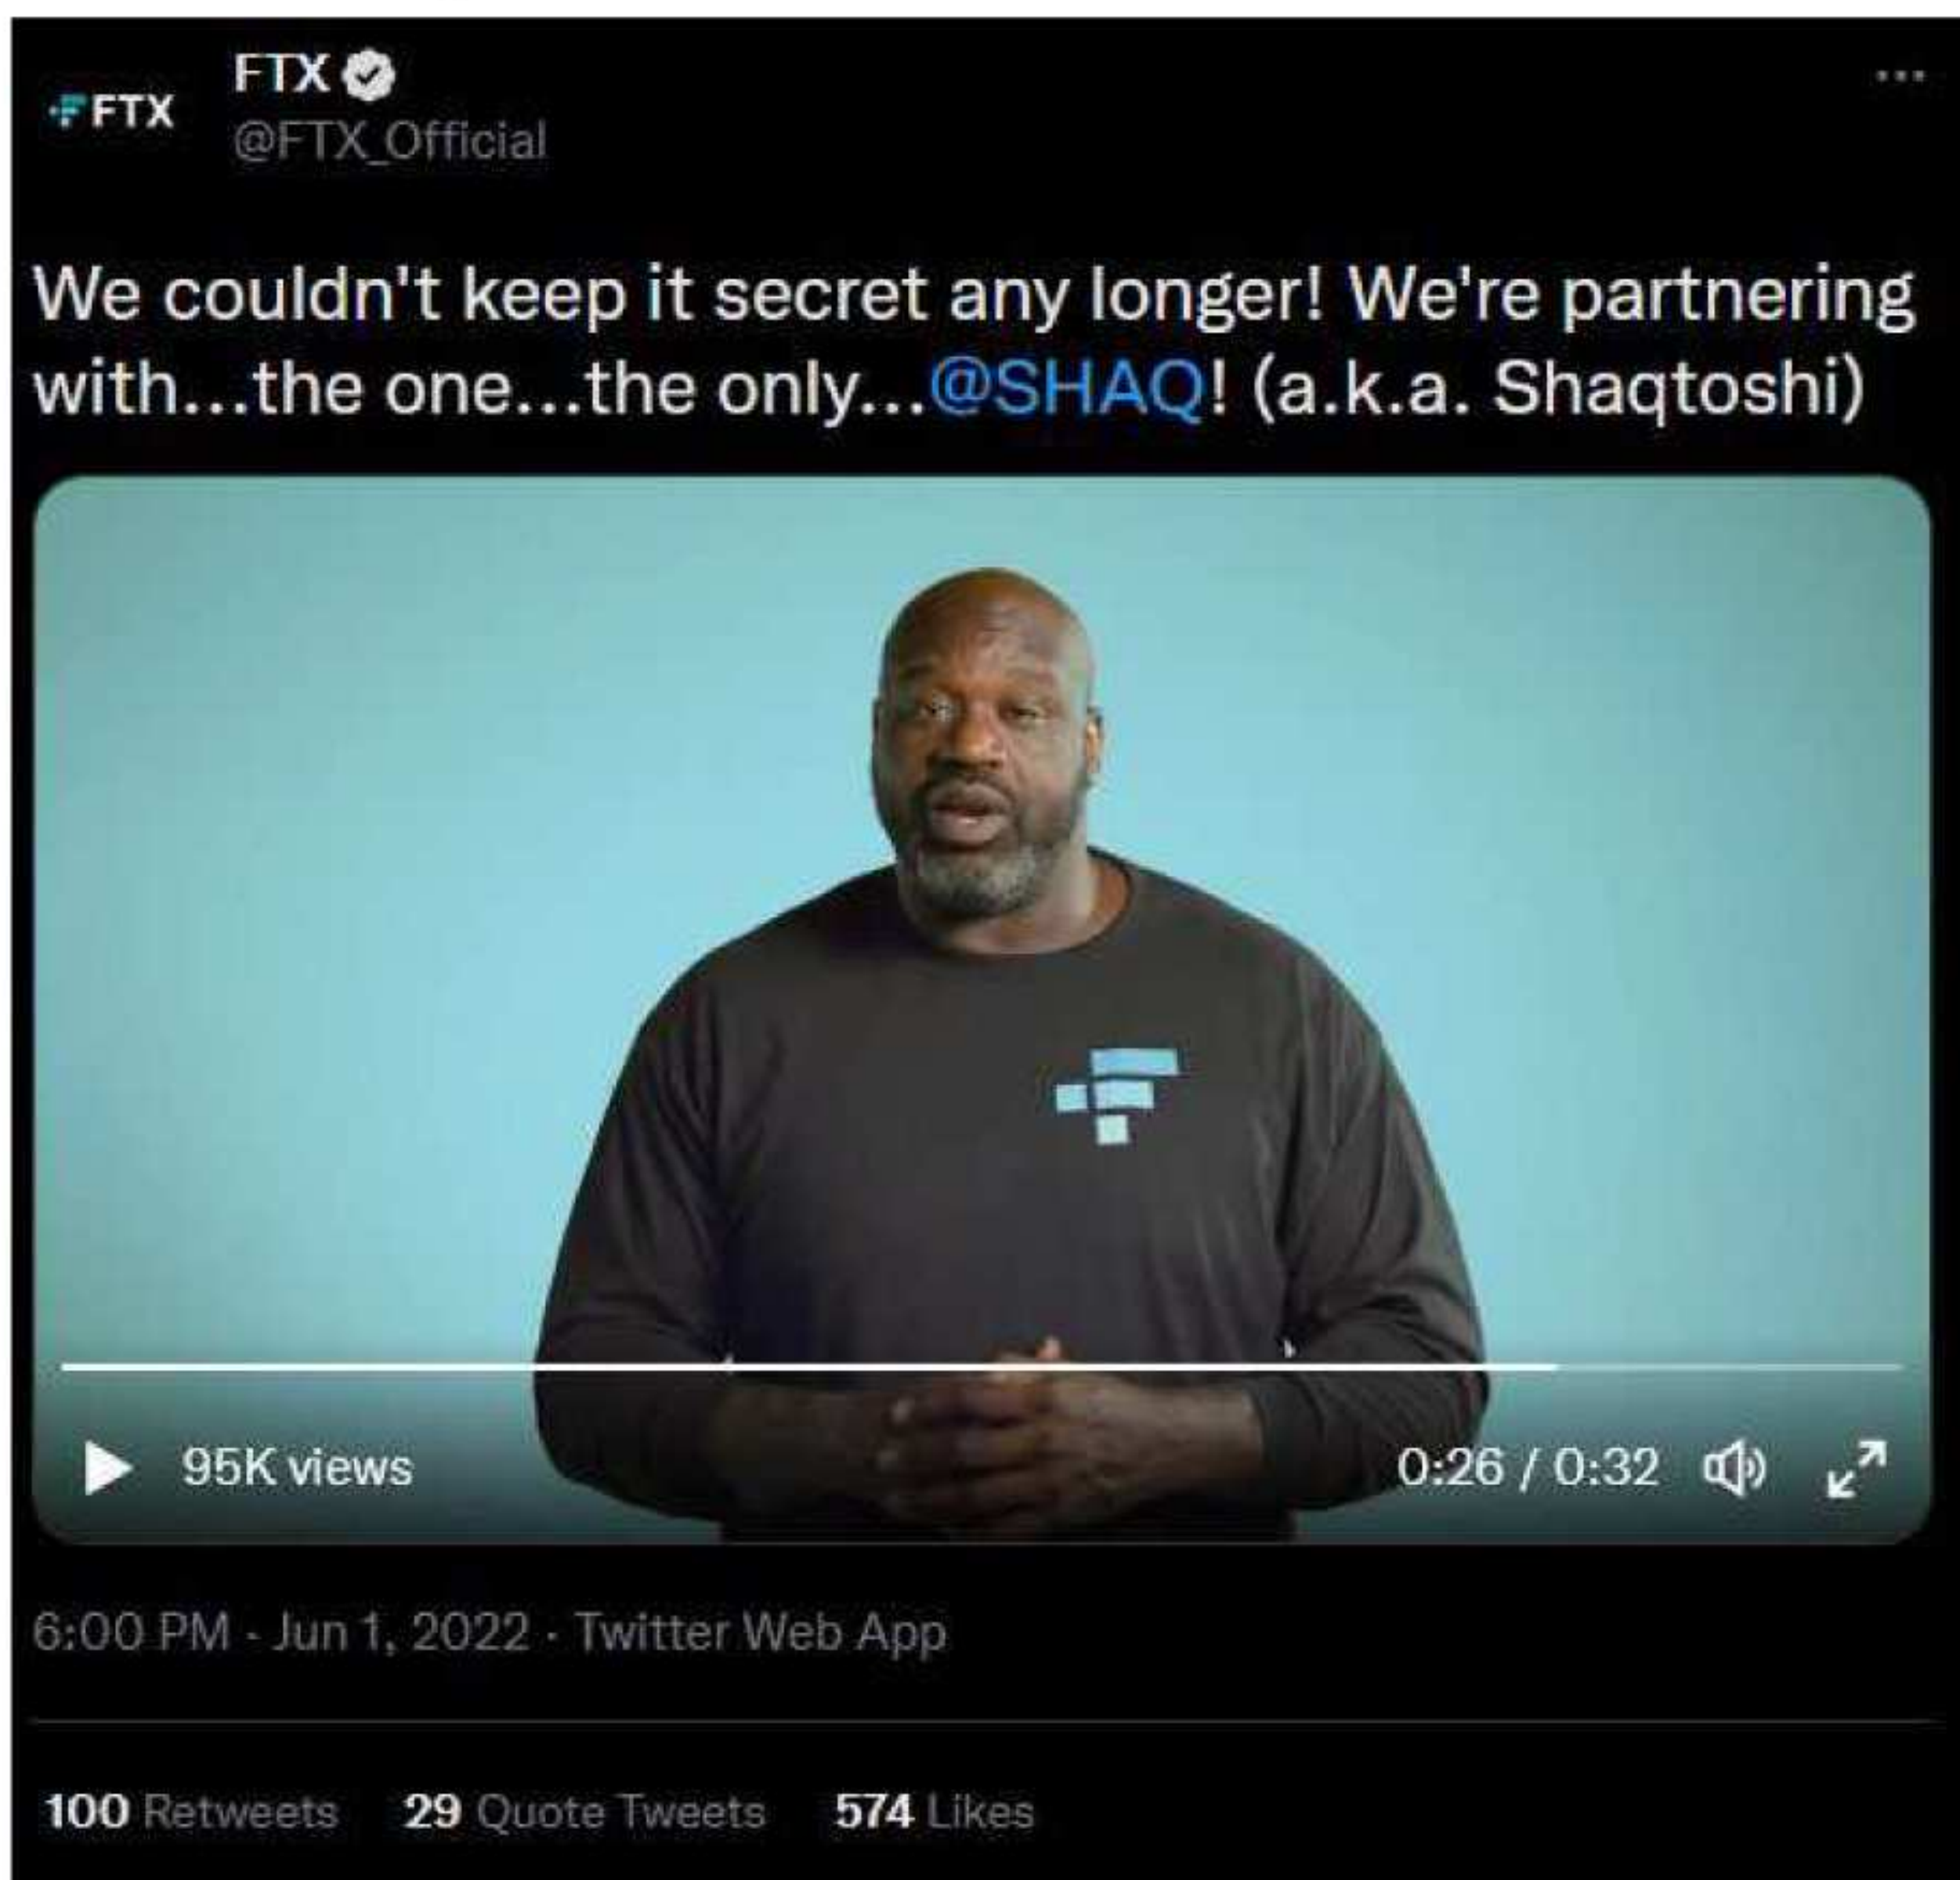 FTX
FTX
@FTX_Official
We couldn't keep it secret any longer! We're partnering
with...the one...the only...@SHAQ! (a.k.a. Shaqtoshi)
95K views
0:26 / 0:32
6:00 PM · Jun 1, 2022 · Twitter Web App
100 Retweets 29 Quote Tweets 574 Likes